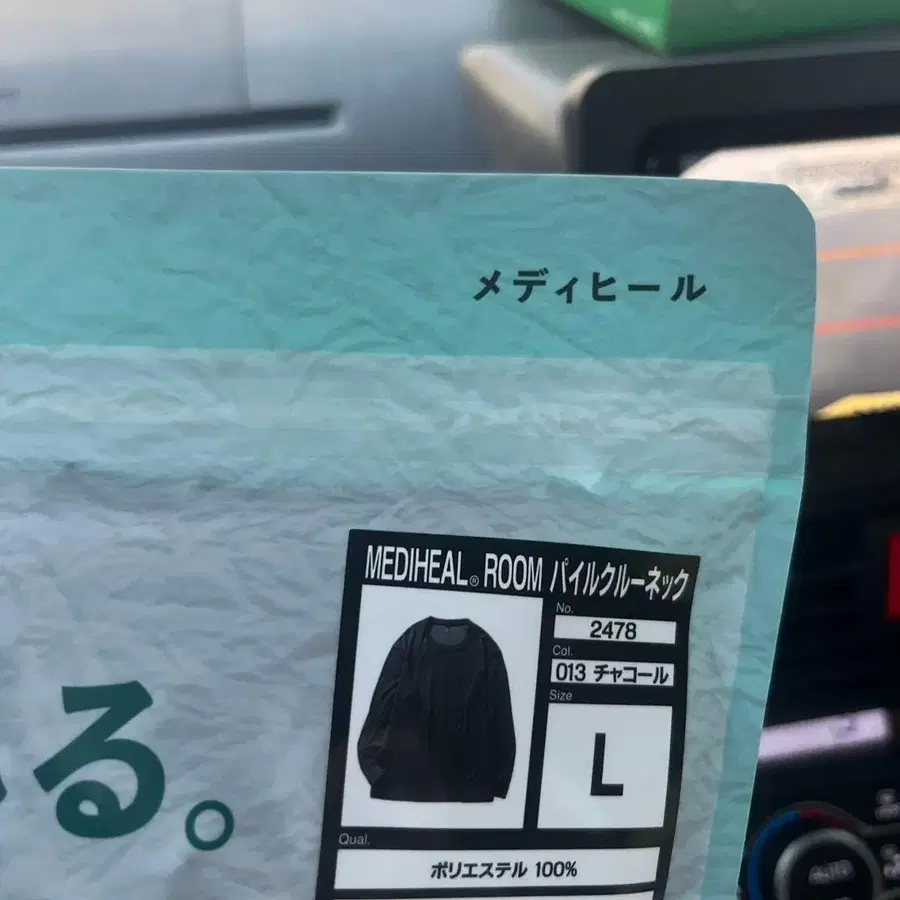 メディヒール
MEDIHEAL® ROOM パイルクルーネック
No.
2478
Col.
013 チャコール
Size
L
る。
Qual.
ポリエステル 100%
AUTO